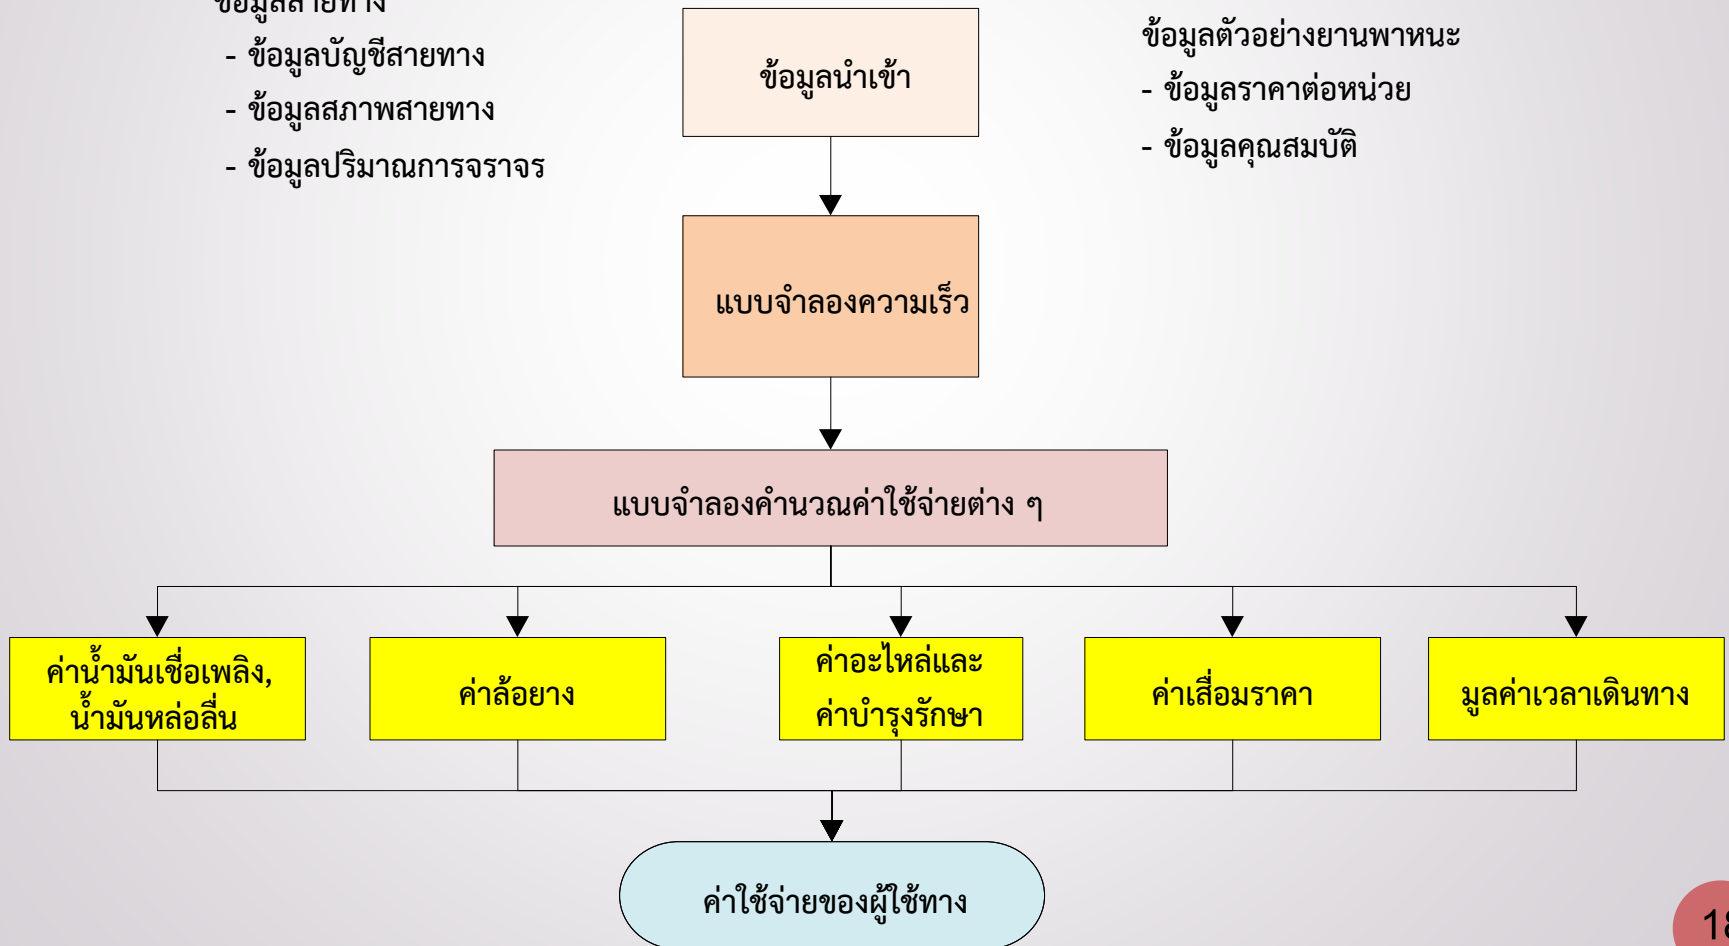 ข้อมูลสายทาง
- ข้อมูลบัญชีสายทาง
- ข้อมูลสภาพสายทาง
- ข้อมูลปริมาณการจราจร
ข้อมูลนำเข้า
ข้อมูลตัวอย่างยานพาหนะ
- ข้อมูลราคาต่อหน่วย
- ข้อมูลคุณสมบัติ
แบบจำลองความเร็ว
แบบจำลองคำนวณค่าใช้จ่ายต่าง ๆ
ค่าน้ำมันเชื่อเพลิง,
น้ำมันหล่อลื่น
ค่าล้อยาง
ค่าอะไหล่และ
ค่าบำรุงรักษา
ค่าเสื่อมราคา
มูลค่าเวลาเดินทาง
ค่าใช้จ่ายของผู้ใช้ทาง
18